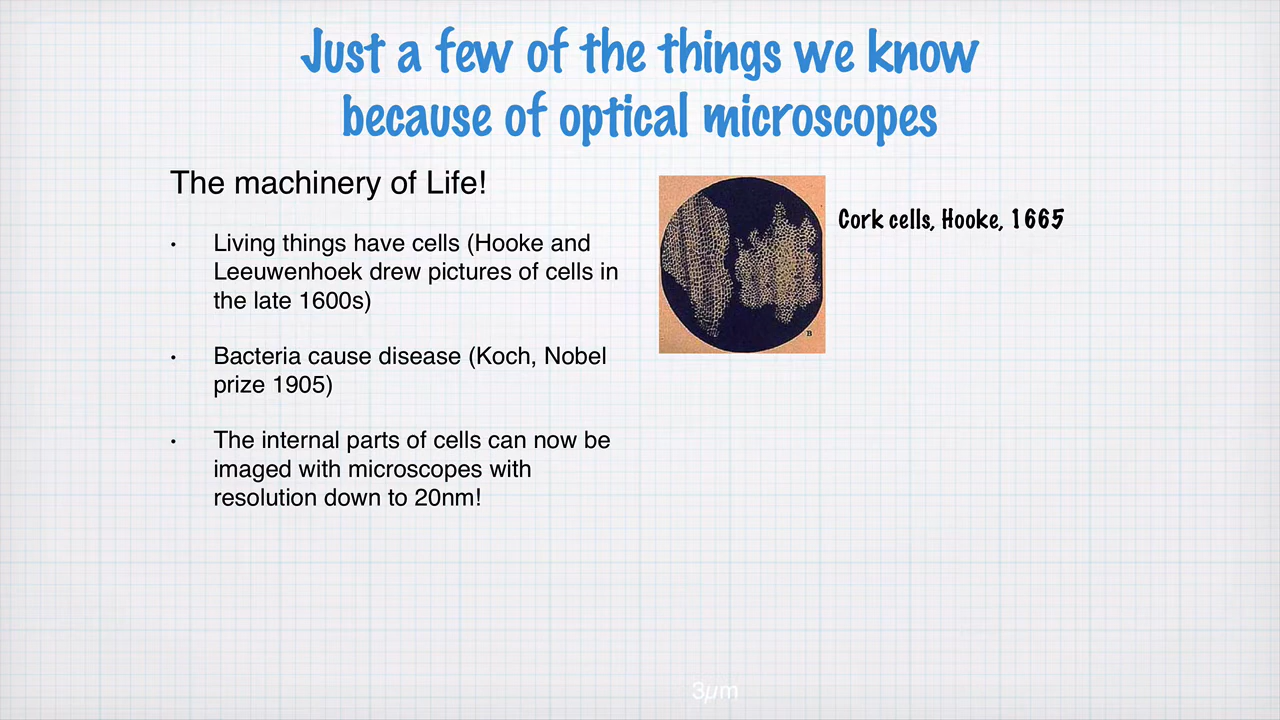 Just a few of the things we know
because of optical microscopes
The machinery of Life!
• Living things have cells (Hooke and
Leeuwenhoek drew pictures of cells in
the late 1600s)
• Bacteria cause disease (Koch, Nobel
prize 1905)
• The internal parts of cells can now be
imaged with microscopes with
resolution down to 20nm!
Cork cells, Hooke, 1665
B
3μm